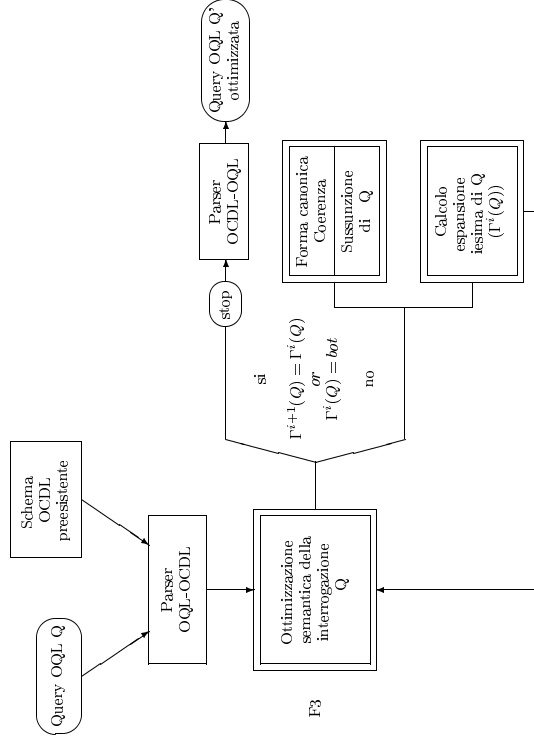 Query OQL Q
Schema
OCDL
preesistente
Parser
OQL-OCDL
F3
Ottimizzazione
semantica della
interrogazione
Q
si
Γ^{i+1}(Q) = Γ^i(Q)
or
Γ^i(Q) = bot
no
stop
Parser
OCDL-OQL
Query OQL Q'
ottimizzata
Forma canonica
Coerenza
Sussunzione
di Q
Calcolo
espansione
iesima di Q
(Γ^i(Q))